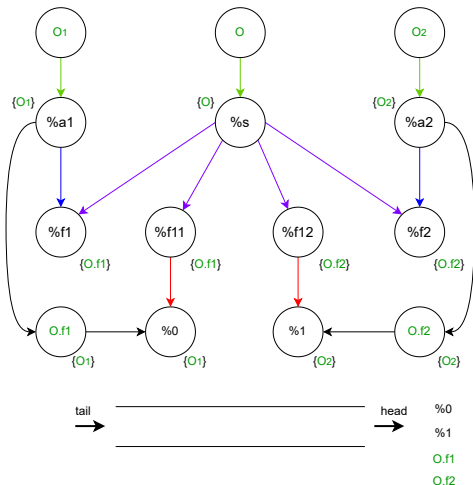 O1 O O2
{O1} {O} {O2}
%a1 %s %a2
%f1 %f11 %f12 %f2
{O.f1} {O.f1} {O.f2} {O.f2}
O.f1 %0 %1 O.f2
{O1} {O1} {O2} {O2}
tail head %0
%1
O.f1
O.f2